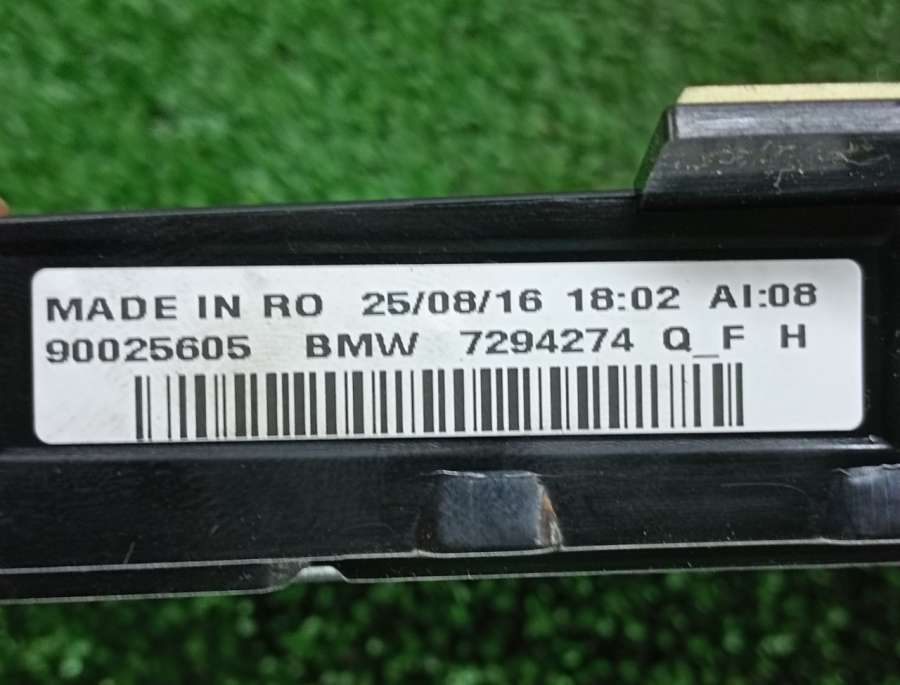 MADE IN RO 25/08/16 18:02 AI:08
90025605 BMW 7294274 Q_F H